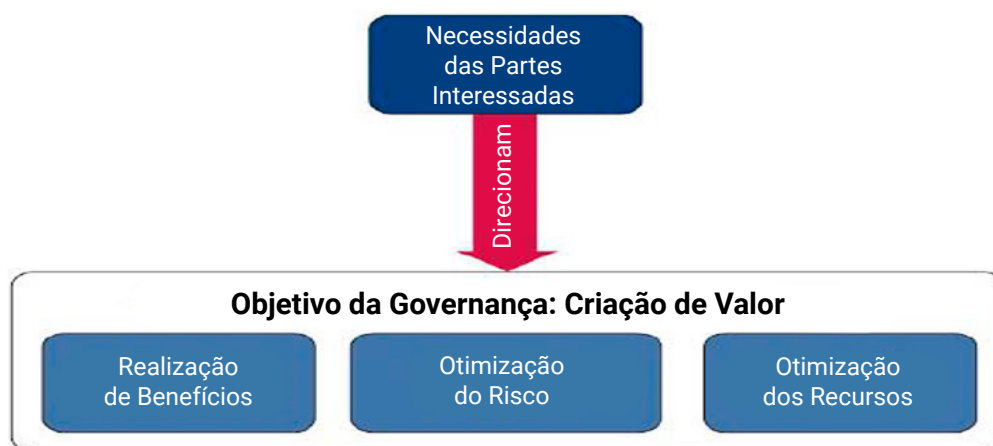 Necessidades
das Partes
Interessadas
Direcionam
Objetivo da Governança: Criação de Valor
Realização
de Benefícios
Otimização
do Risco
Otimização
dos Recursos